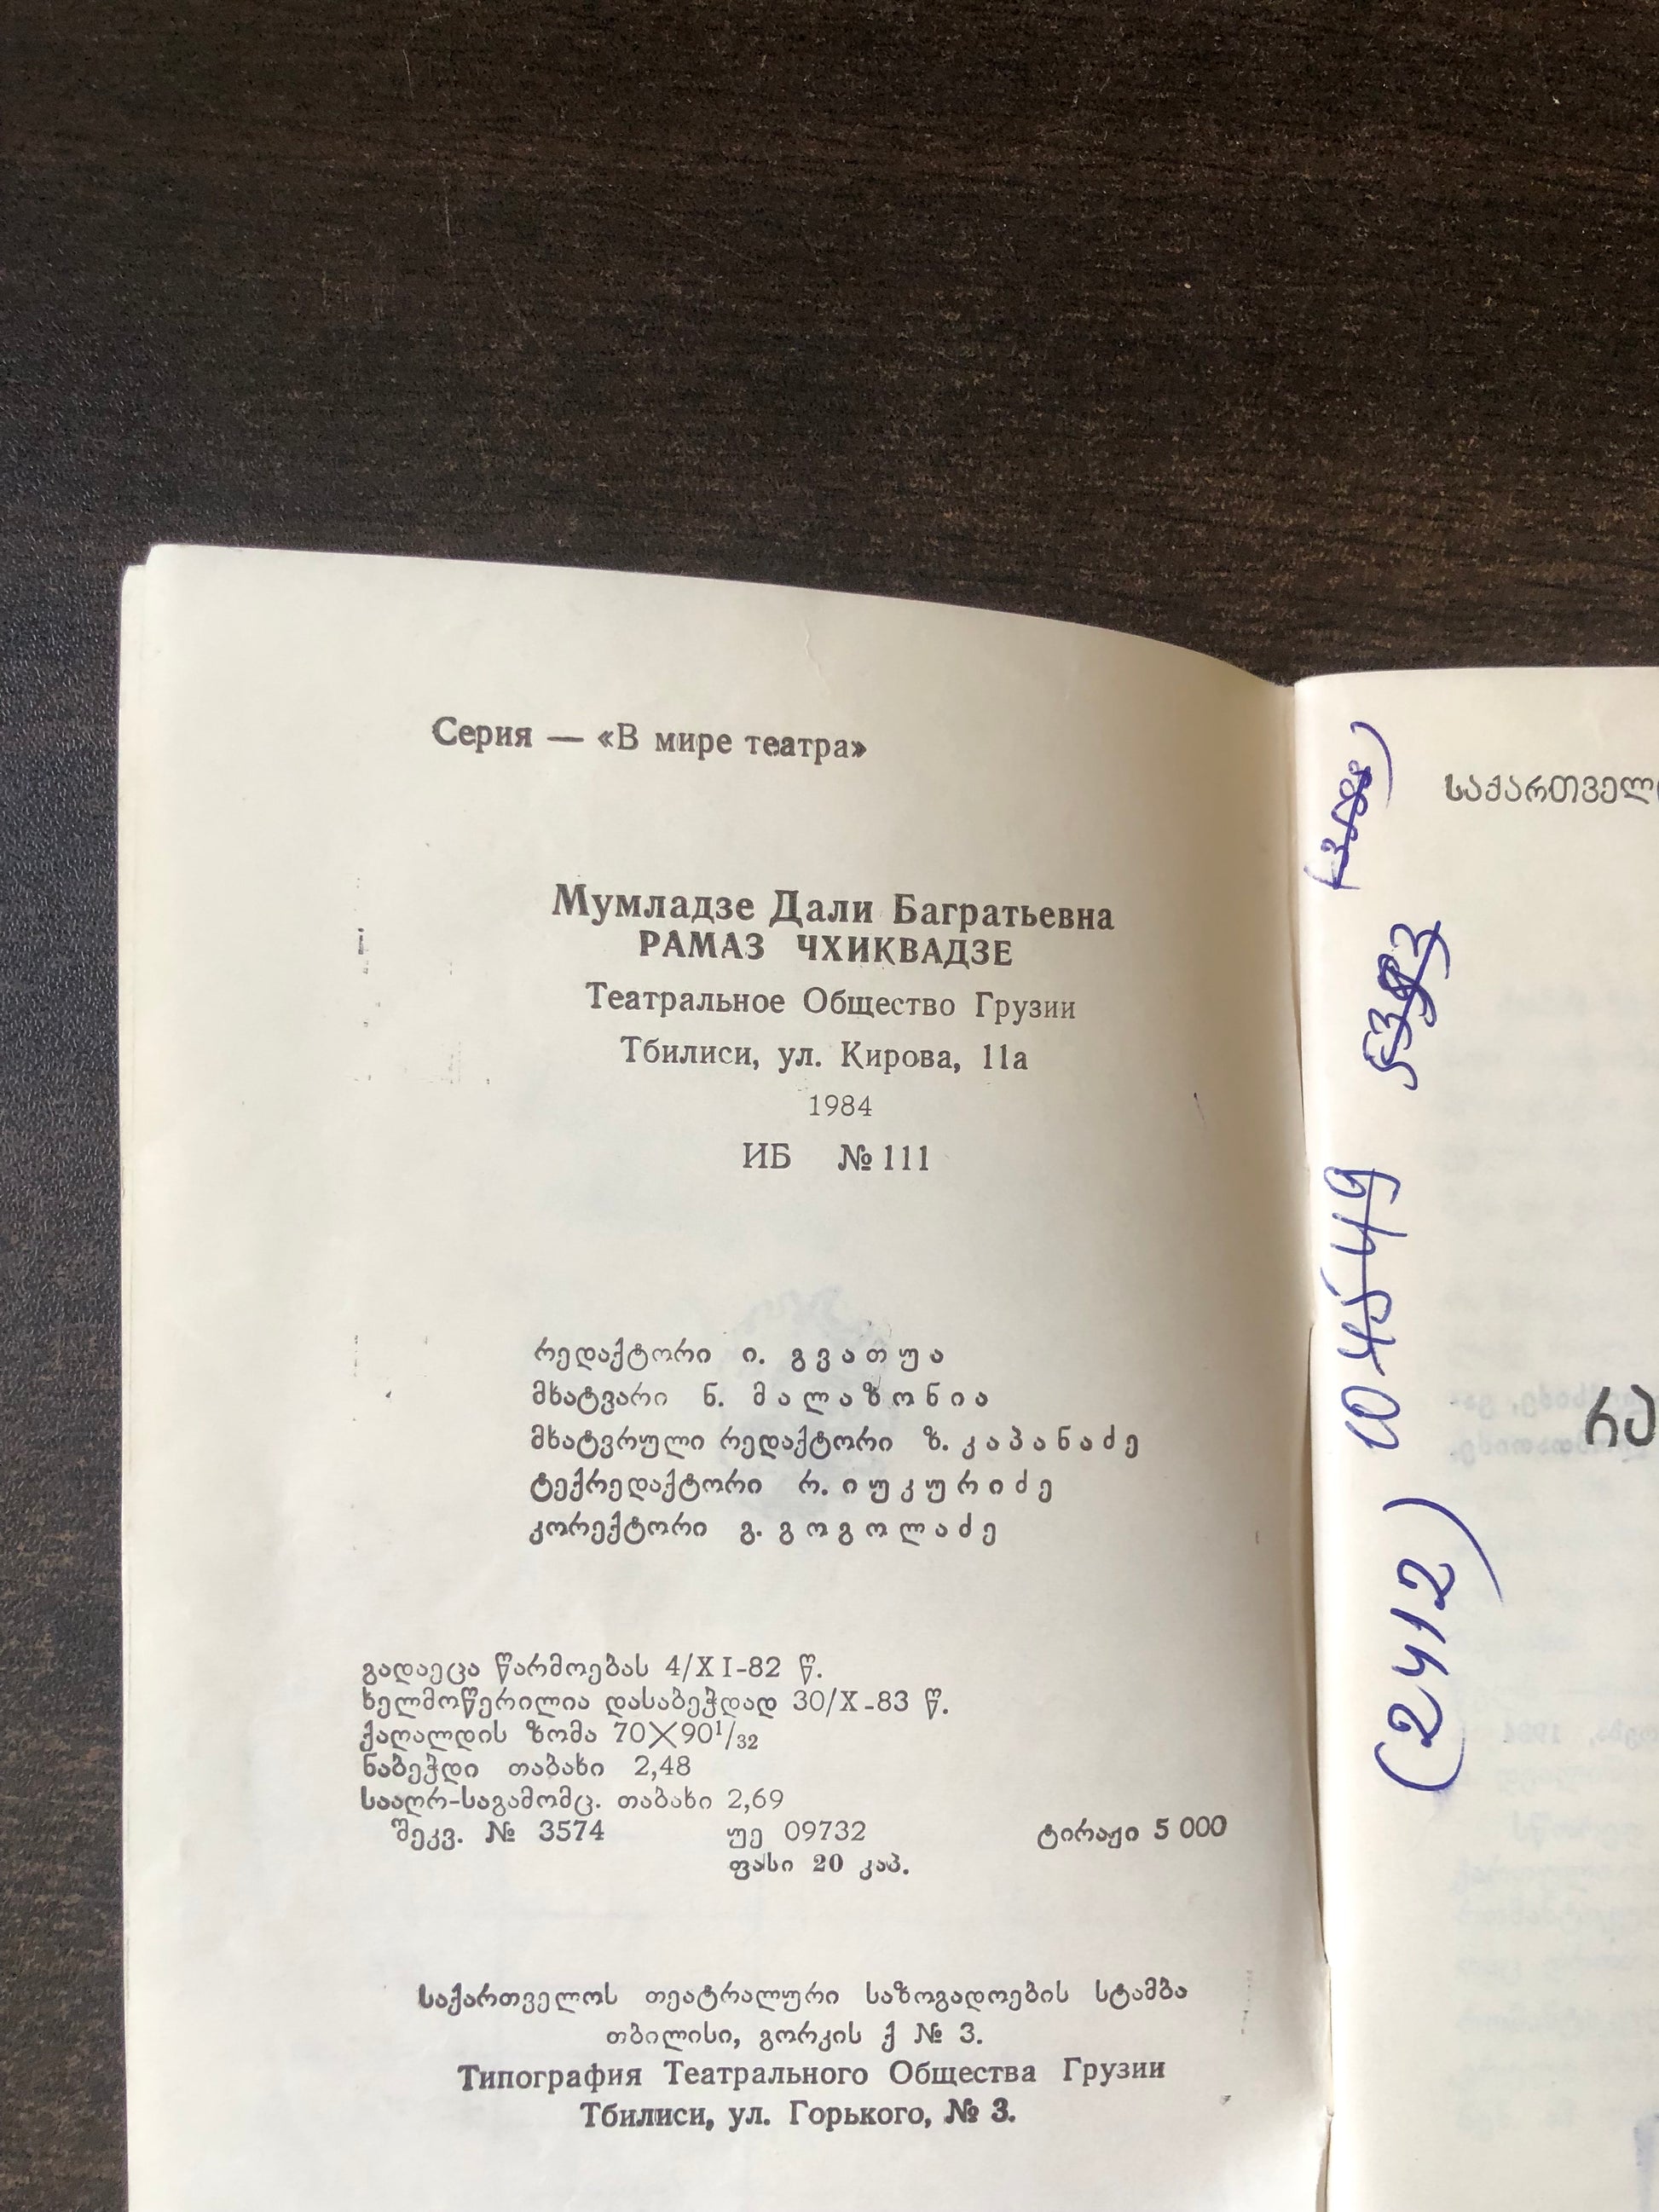 Серия — «В мире театра»
Мумладзе Дали Багратьевна
РАМАЗ ЧХИКВАДЗЕ
Театральное Общество Грузии
Тбилиси, ул. Кирова, 11а
1984
ИБ №111
რედაქტორი ი. გვათუა
მხატვარი ნ. მალაზონია
მხატვრული რედაქტორი ზ. კაპანაძე
ტექრედაქტორი რ. იუკურიძე
კორექტორი გ. გოგოლაძე
გადაეცა წარმოებას 4/XI-82 წ.
ხელმოწერილია დასაბეჭდად 30/X-83 წ.
ქაღალდის ზომა 70×90¹/₃₂
ნაბეჭდი თაბახი 2,48
სააღრ-საგამომც. თაბახი 2,69
შეკვ. № 3574 უე 09732 ტირაჟი 5 000
ფასი 20 კაპ.
საქართველოს თეატრალური საზოგადოების სტამბა
თბილისი, გორკის ქ № 3.
Типография Театрального Общества Грузии
Тбилиси, ул. Горького, № 3.
საქართველ
რა
(2412)